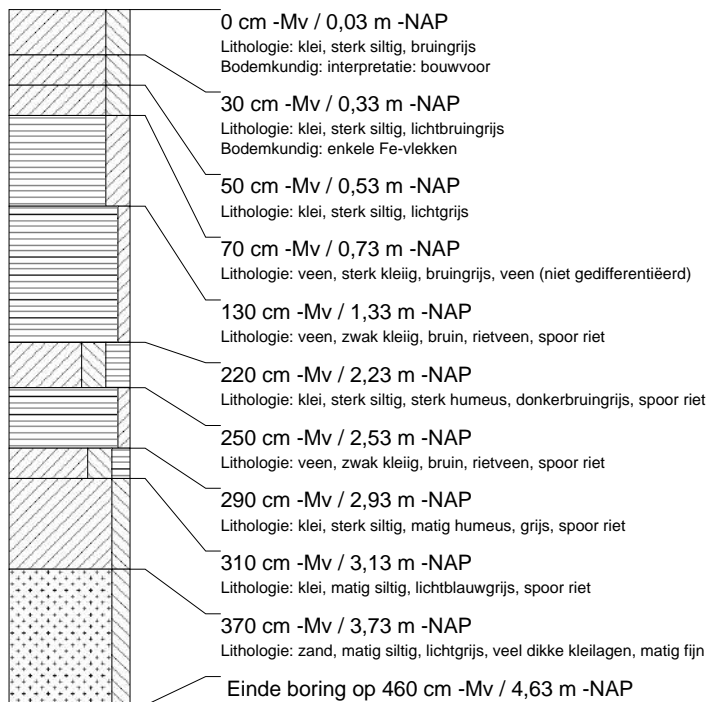 0 cm -Mv / 0,03 m -NAP
Lithologie: klei, sterk siltig, bruingrijs
Bodemkundig: interpretatie: bouwvoor
30 cm -Mv / 0,33 m -NAP
Lithologie: klei, sterk siltig, lichtbruingrijs
Bodemkundig: enkele Fe-vlekken
50 cm -Mv / 0,53 m -NAP
Lithologie: klei, sterk siltig, lichtgrijs
70 cm -Mv / 0,73 m -NAP
Lithologie: veen, sterk kleiig, bruingrijs, veen (niet gedifferentiëerd)
130 cm -Mv / 1,33 m -NAP
Lithologie: veen, zwak kleiig, bruin, rietveen, spoor riet
220 cm -Mv / 2,23 m -NAP
Lithologie: klei, sterk siltig, sterk humeus, donkerbruingrijs, spoor riet
250 cm -Mv / 2,53 m -NAP
Lithologie: veen, zwak kleiig, bruin, rietveen, spoor riet
290 cm -Mv / 2,93 m -NAP
Lithologie: klei, sterk siltig, matig humeus, grijs, spoor riet
310 cm -Mv / 3,13 m -NAP
Lithologie: klei, matig siltig, lichtblauwgrijs, spoor riet
370 cm -Mv / 3,73 m -NAP
Lithologie: zand, matig siltig, lichtgrijs, veel dikke kleilagen, matig fijn
Einde boring op 460 cm -Mv / 4,63 m -NAP